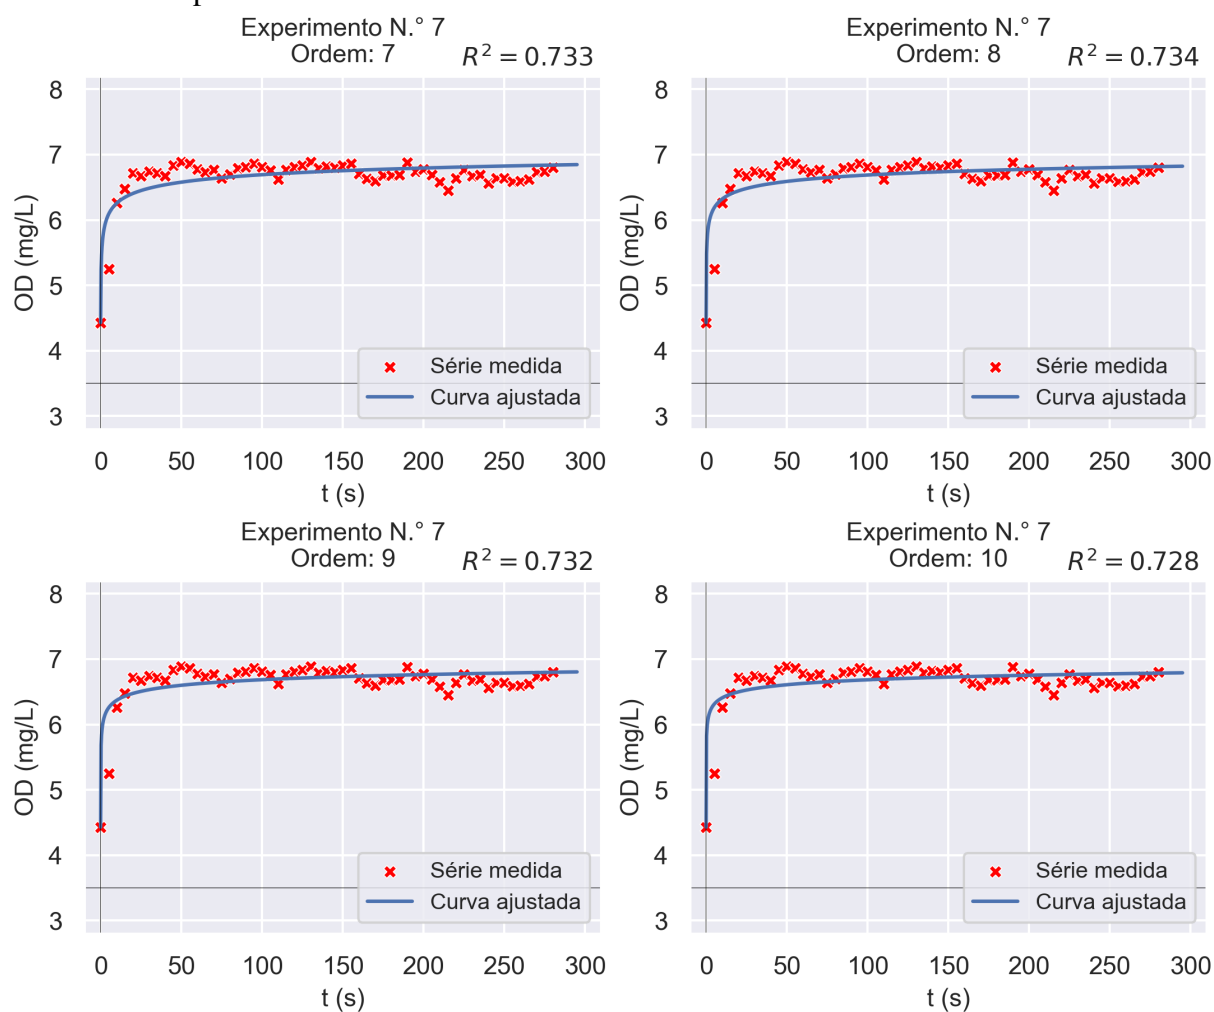 Experimento N.° 7
Ordem: 7
R² = 0.733
8
7
6
5
4
3
OD (mg/L)
Série medida
Curva ajustada
0 50 100 150 200 250 300
t (s)
Experimento N.° 7
Ordem: 8
R² = 0.734
8
7
6
5
4
3
OD (mg/L)
Série medida
Curva ajustada
0 50 100 150 200 250 300
t (s)
Experimento N.° 7
Ordem: 9
R² = 0.732
8
7
6
5
4
3
OD (mg/L)
Série medida
Curva ajustada
0 50 100 150 200 250 300
t (s)
Experimento N.° 7
Ordem: 10
R² = 0.728
8
7
6
5
4
3
OD (mg/L)
Série medida
Curva ajustada
0 50 100 150 200 250 300
t (s)